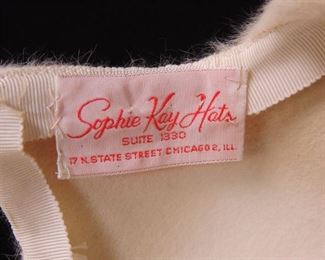 Sophie Kay Hats
SUITE 1330
17 N. STATE STREET CHICAGO 2, ILL.